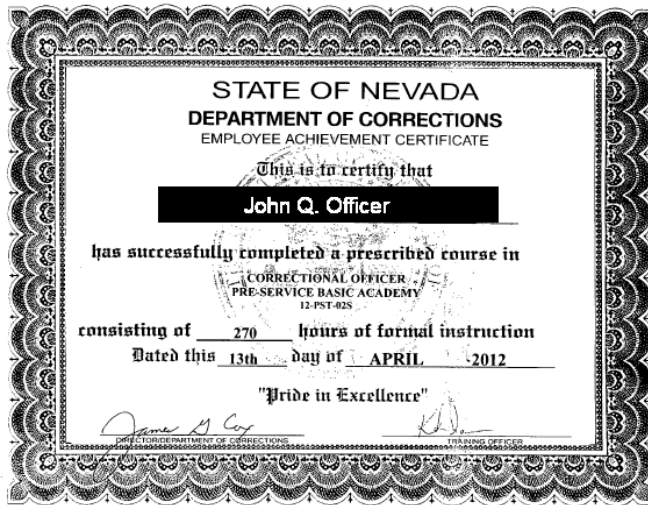 STATE OF NEVADA
DEPARTMENT OF CORRECTIONS
EMPLOYEE ACHIEVEMENT CERTIFICATE
This is to certify that
John Q. Officer
has successfully completed a prescribed course in
CORRECTIONAL OFFICER
PRE-SERVICE BASIC ACADEMY
12-PST-02S
consisting of 270 hours of formal instruction
Dated this 13th day of APRIL 2012
"Pride in Excellence"
James G Cox
DIRECTOR/DEPARTMENT OF CORRECTIONS
TRAINING OFFICER